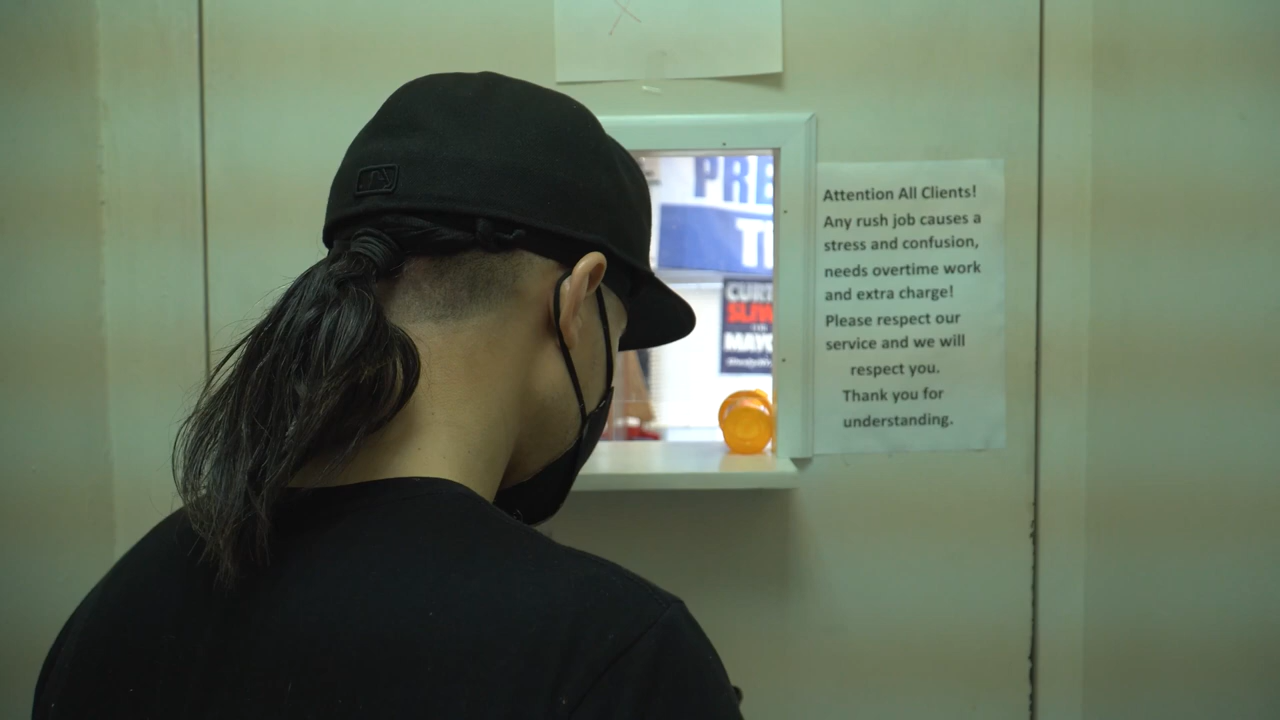 PRE
Attention All Clients!
Any rush job causes a
stress and confusion,
needs overtime work
and extra charge!
Please respect our
service and we will
respect you.
Thank you for
understanding.
T
CURT
SLIW
MAYO